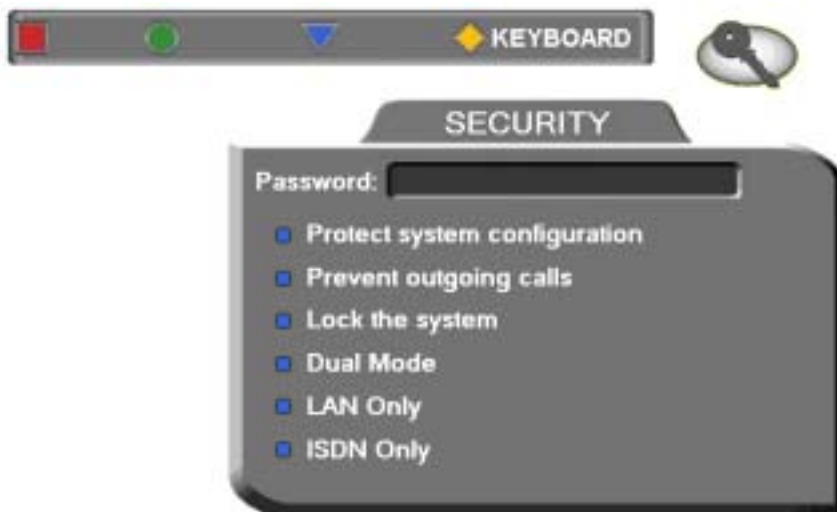 KEYBOARD
SECURITY
Password:
Protect system configuration
Prevent outgoing calls
Lock the system
Dual Mode
LAN Only
ISDN Only